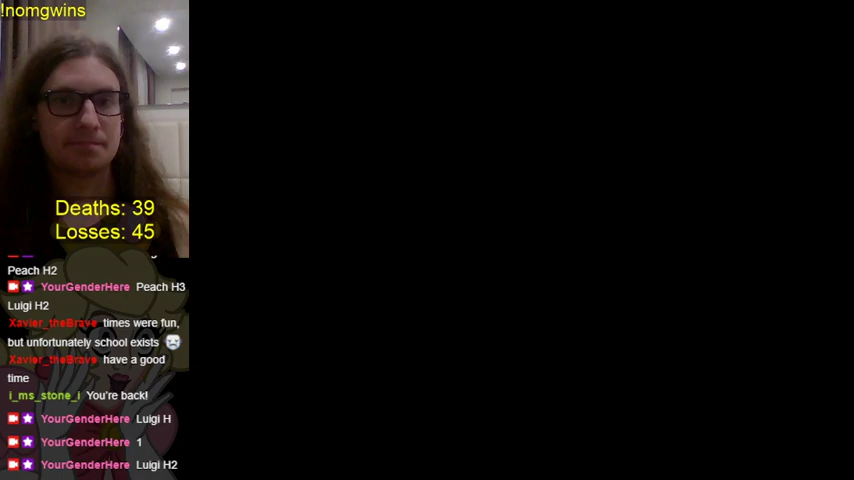 !nomgwins
Deaths: 39
Losses: 45
Peach H2
YourGenderHere Peach H3
Luigi H2
Xavier_theBrave times were fun,
but unfortunately school exists
Xavier_theBrave have a good
time
i_ms_stone_i You're back!
YourGenderHere Luigi H
YourGenderHere 1
YourGenderHere Luigi H2